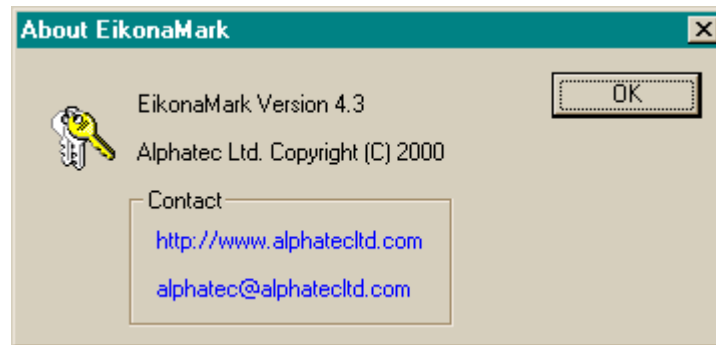 About EikonaMark
OK
EikonaMark Version 4.3
Alphatec Ltd. Copyright (C) 2000
Contact
http://www.alphatecltd.com
alphatec@alphatecltd.com